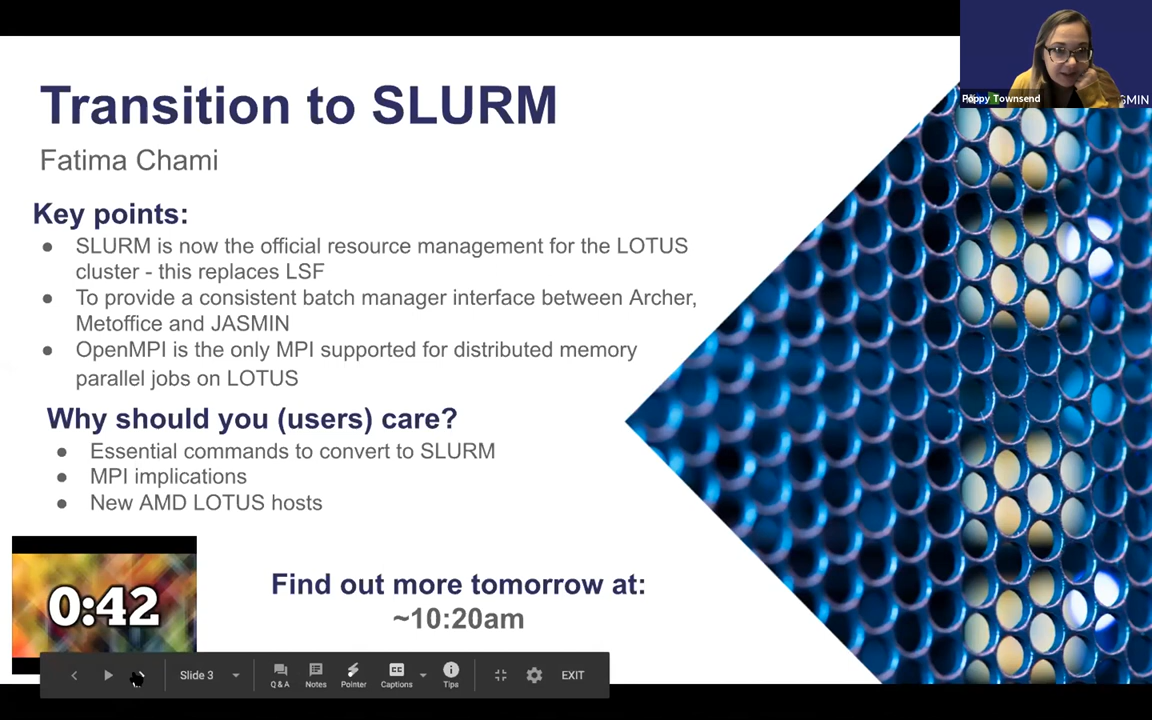 Transition to SLURM
Fatima Chami
Key points:
● SLURM is now the official resource management for the LOTUS
cluster - this replaces LSF
● To provide a consistent batch manager interface between Archer,
Metoffice and JASMIN
● OpenMPI is the only MPI supported for distributed memory
parallel jobs on LOTUS
Why should you (users) care?
● Essential commands to convert to SLURM
● MPI implications
● New AMD LOTUS hosts
Find out more tomorrow at:
~10:20am
0:42
Slide 3
Q & A
Notes
Pointer
CC
Captions
Tips
EXIT
Poppy Townsend